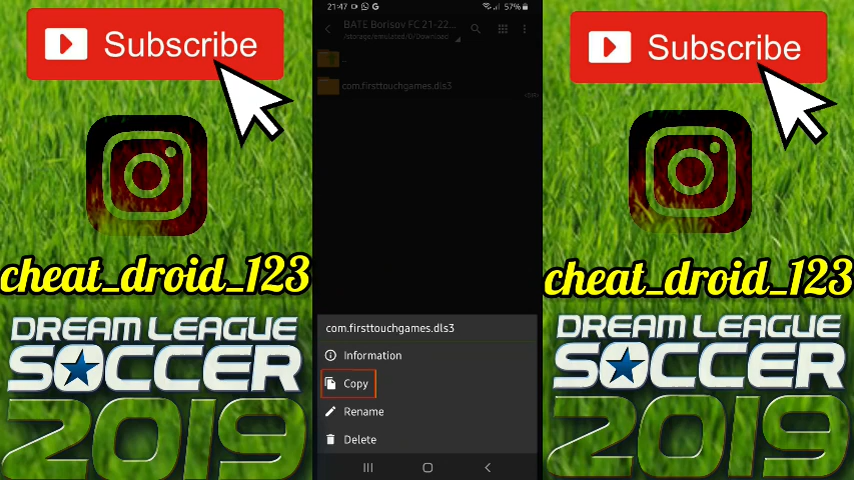 Subscribe
cheat_droid_123
DREAM LEAGUE
SOCCER
2019
21:47
57%
BATE Borisov FC 21-22...
/storage/emulated/0/Download/
..
com.firsttouchgames.dls3
<DIR>
com.firsttouchgames.dls3
Information
Copy
Rename
Delete
Subscribe
cheat_droid_123
DREAM LEAGUE
SOCCER
2019